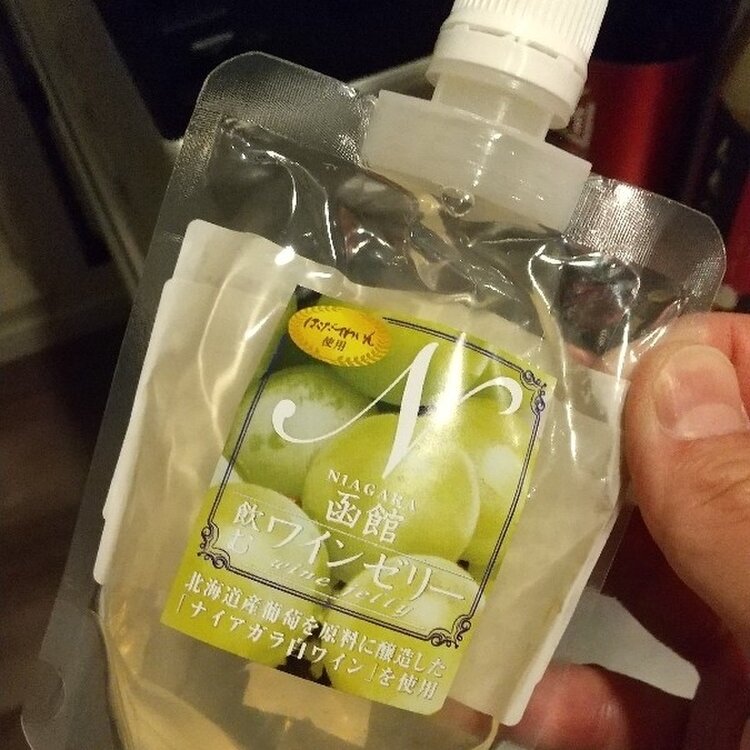 はこだてわいん
使用
N
NIAGARA
函館
飲む
ワインゼリー
wine jelly
北海道産葡萄を原料に醸造した
「ナイアガラ白ワイン」を使用